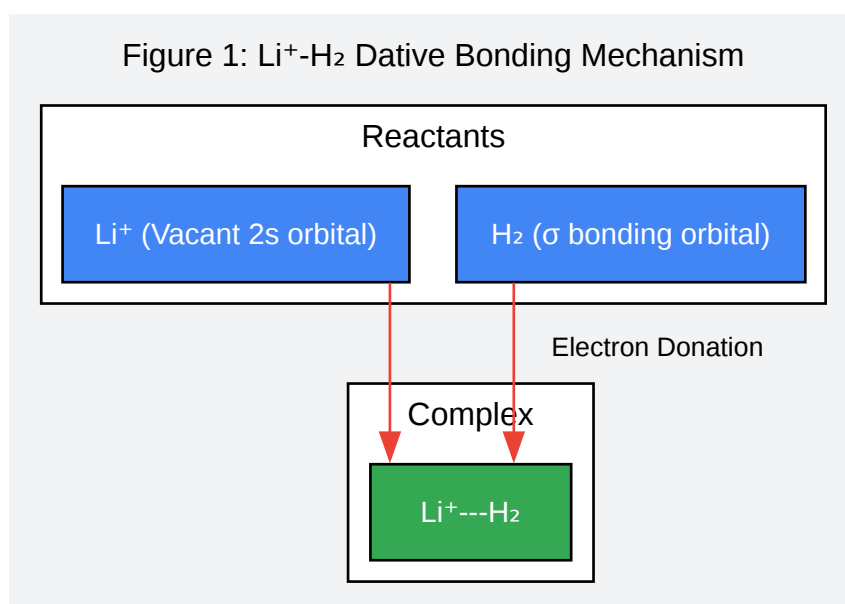 Figure 1: Li⁺-H₂ Dative Bonding Mechanism
Reactants
Li⁺ (Vacant 2s orbital)
H₂ (σ bonding orbital)
Electron Donation
Complex
Li⁺---H₂